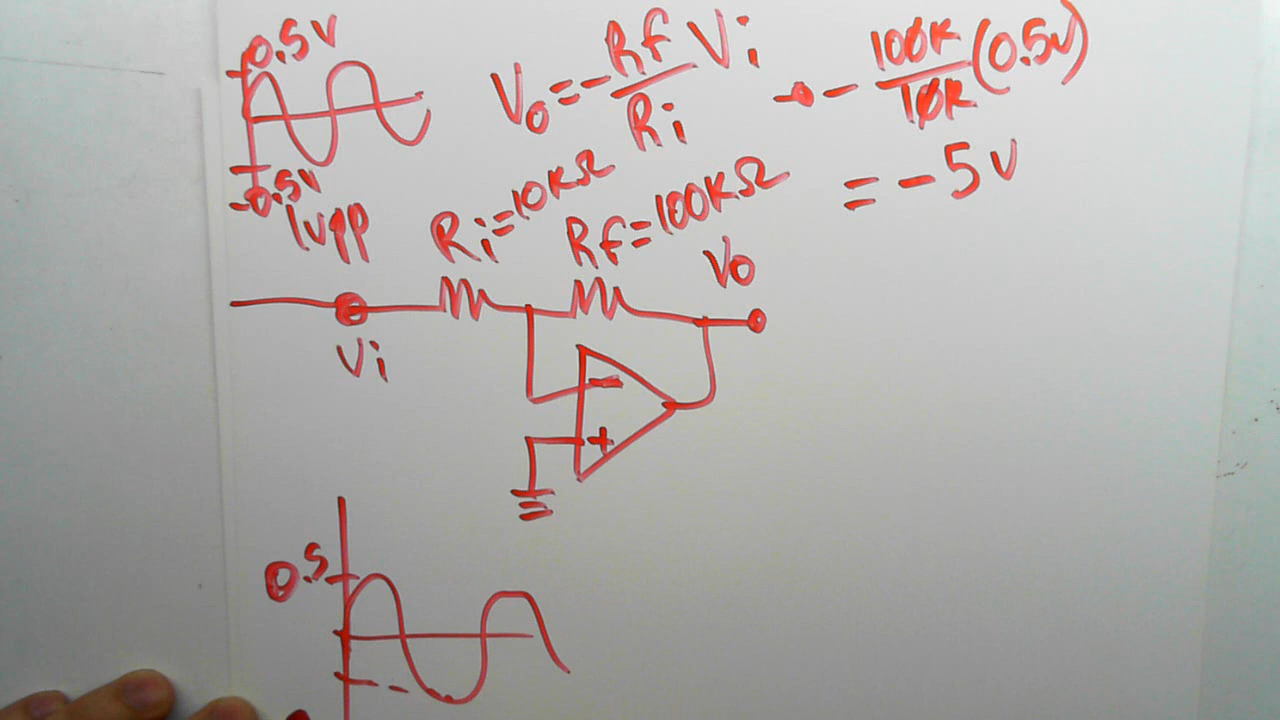 0.5V
-0.5V
1VPP
Vo = -Rf/Ri Vi → - 100K/10K (0.5V)
= -5V
Ri = 10KΩ
Rf = 100KΩ
Vo
Vi
-
+
0.5